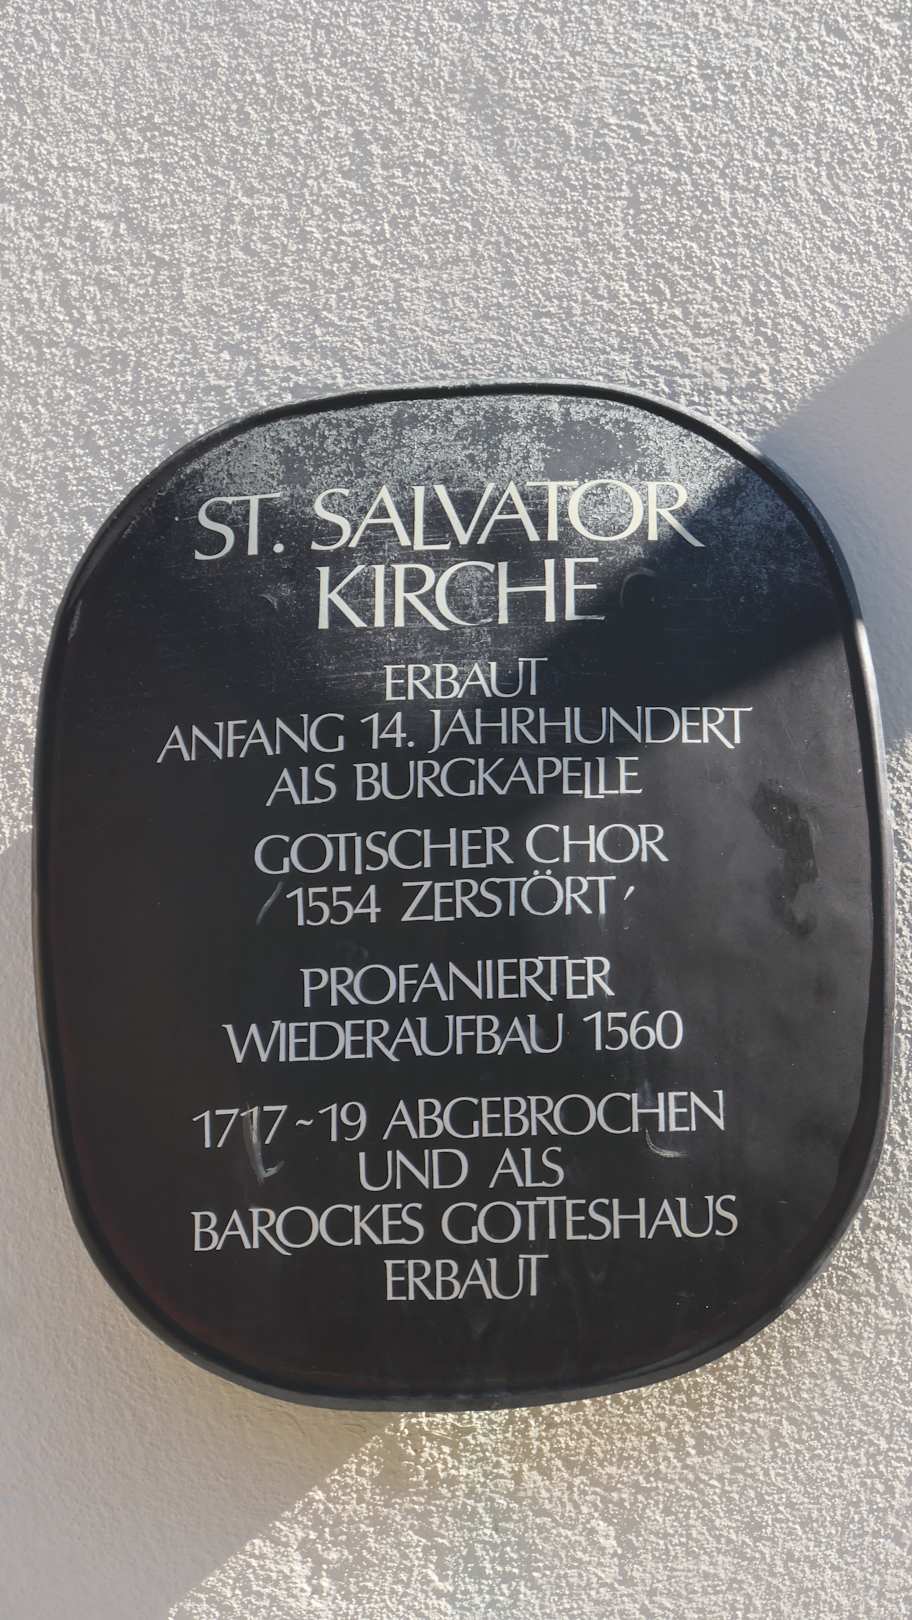 ST. SALVATOR
KIRCHE
ERBAUT
ANFANG 14. JAHRHUNDERT
ALS BURGKAPELLE
GOTISCHER CHOR
1554 ZERSTÖRT
PROFANIERTER
WIEDERAUFBAU 1560
1717~19 ABGEBROCHEN
UND ALS
BAROCKES GOTTESHAUS
ERBAUT